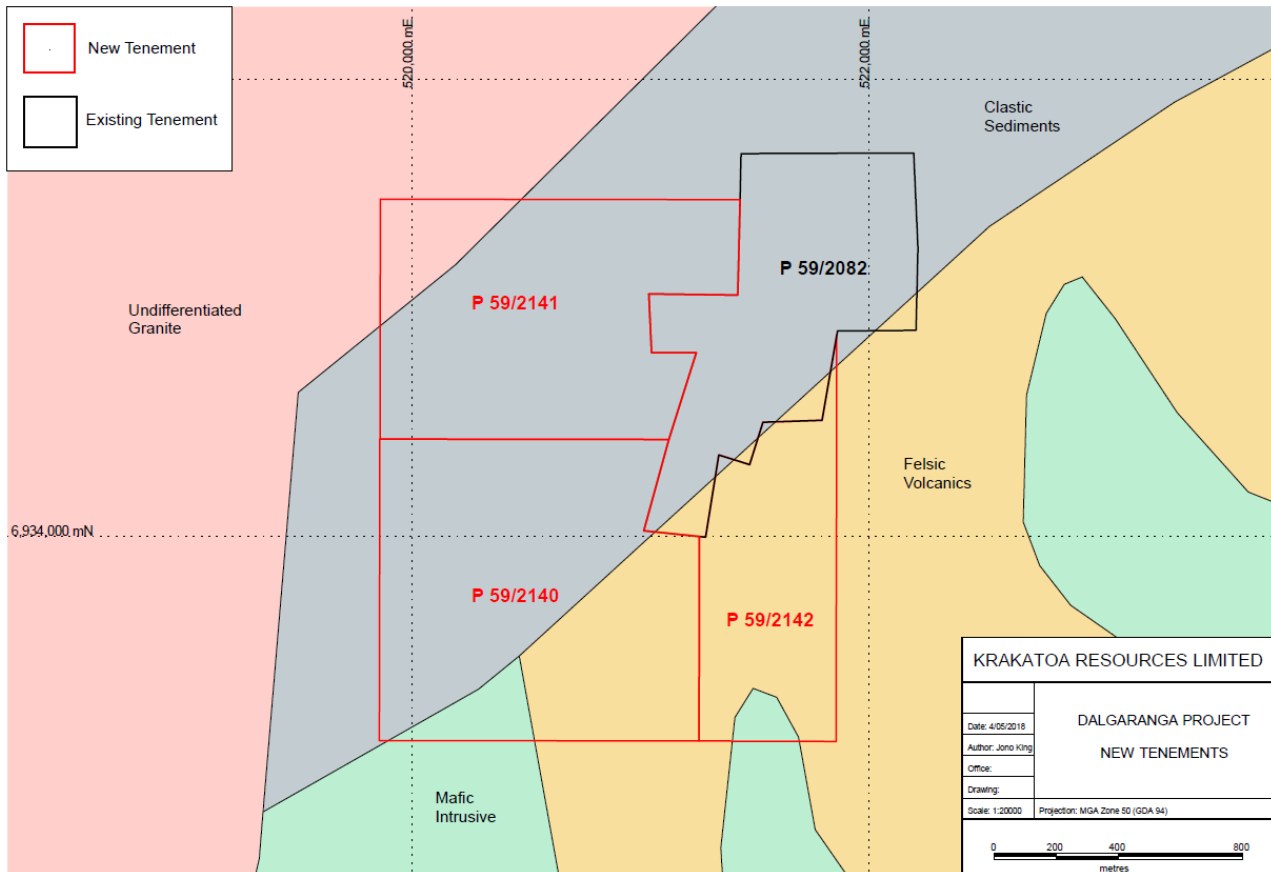 New Tenement
Existing Tenement
520,000 mE
522,000 mE
Clastic
Sediments
P 59/2082
P 59/2141
Undifferentiated
Granite
Felsic
Volcanics
6,934,000 mN
P 59/2140
P 59/2142
Mafic
Intrusive
KRAKATOA RESOURCES LIMITED
Date: 4/05/2018
Author: Jono King
Office:
Drawing:
DALGARANGA PROJECT
NEW TENEMENTS
Scale: 1:20000
Projection: MGA Zone 50 (GDA 94)
0 200 400 800
metres